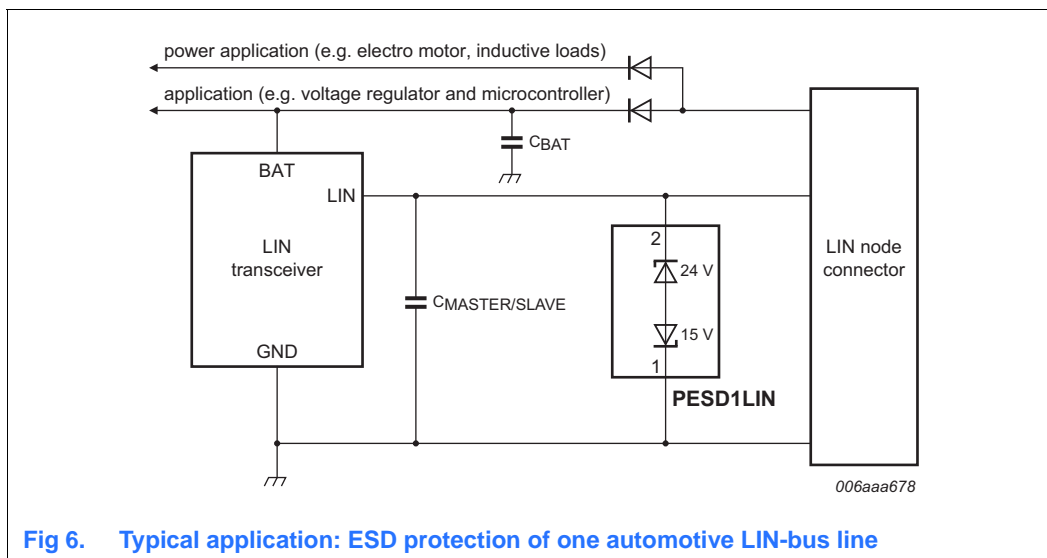 power application (e.g. electro motor, inductive loads)
application (e.g. voltage regulator and microcontroller)
CBAT
BAT
LIN
LIN
transceiver
GND
CMASTER/SLAVE
2
24 V
15 V
1
PESD1LIN
LIN node
connector
006aaa678
Fig 6. Typical application: ESD protection of one automotive LIN-bus line